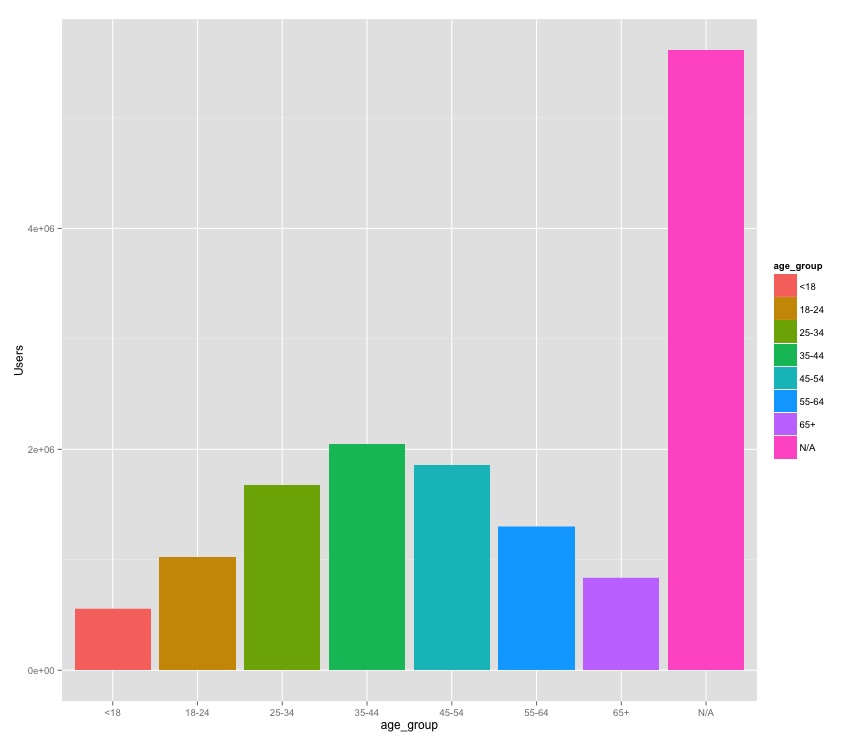 Users
4e+06
2e+06
0e+00
<18 18-24 25-34 35-44 45-54 55-64 65+ N/A
age_group
age_group
<18
18-24
25-34
35-44
45-54
55-64
65+
N/A